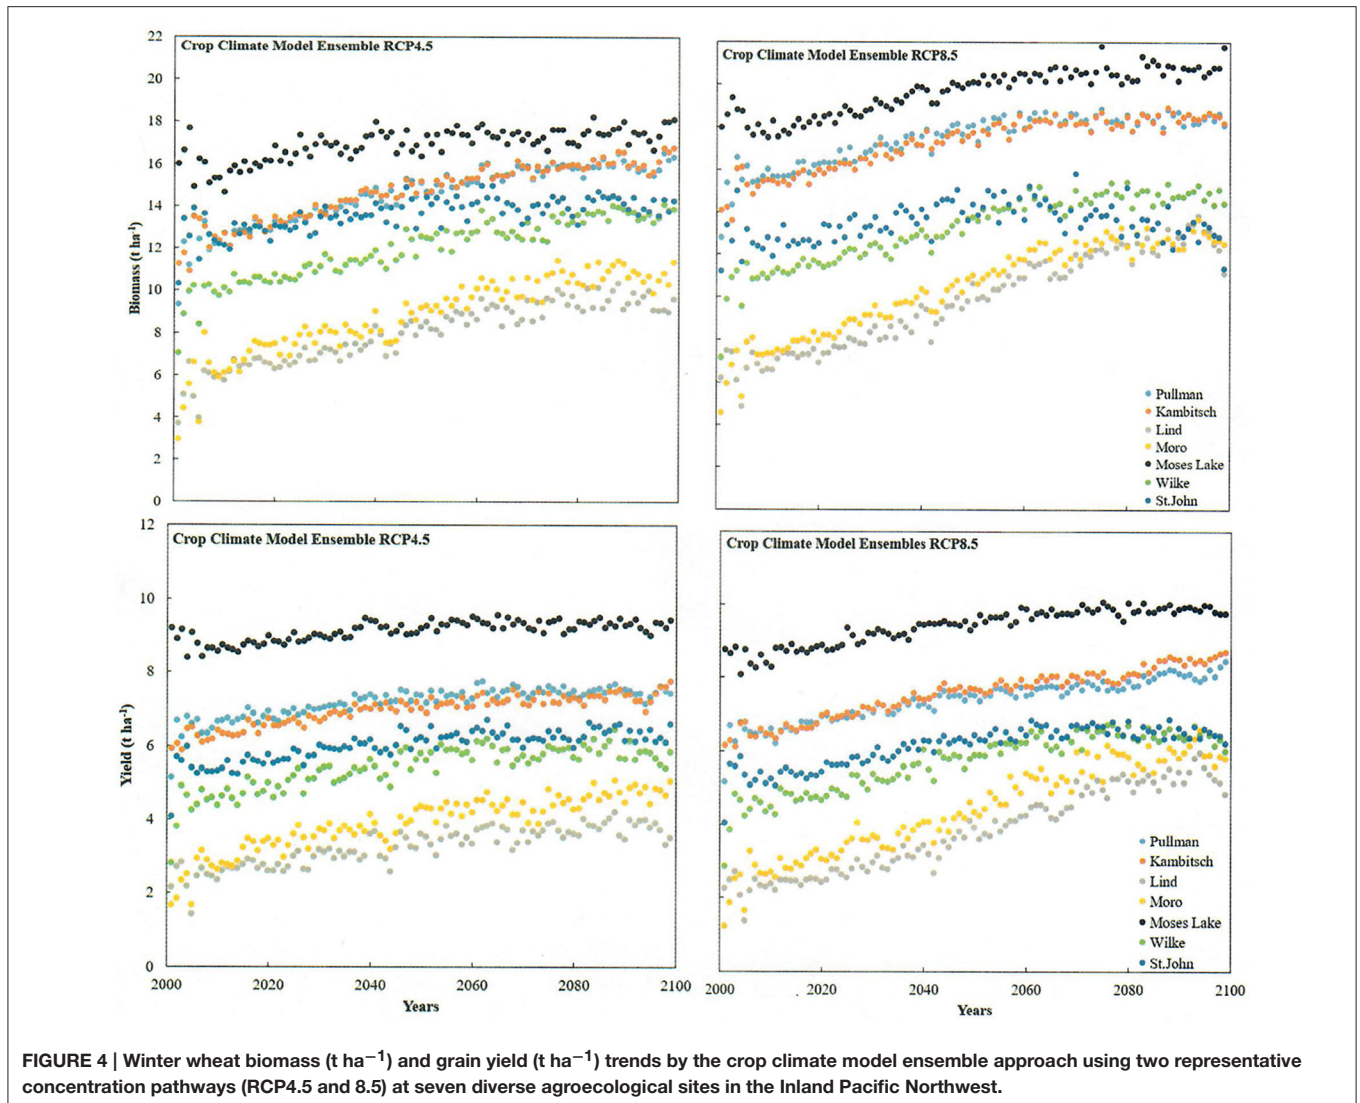 Crop Climate Model Ensemble RCP4.5
22
20
18
16
14
12
10
8
6
4
2
0
Biomass (t ha⁻¹)
Crop Climate Model Ensemble RCP8.5
Pullman
Kambitsch
Lind
Moro
Moses Lake
Wilke
St.John
Crop Climate Model Ensemble RCP4.5
12
10
8
6
4
2
0
Yield (t ha⁻¹)
2000 2020 2040 2060 2080 2100
Years
Crop Climate Model Ensembles RCP8.5
Pullman
Kambitsch
Lind
Moro
Moses Lake
Wilke
St.John
2000 2020 2040 2060 2080 2100
Years
FIGURE 4 | Winter wheat biomass (t ha−1) and grain yield (t ha−1) trends by the crop climate model ensemble approach using two representative
concentration pathways (RCP4.5 and 8.5) at seven diverse agroecological sites in the Inland Pacific Northwest.